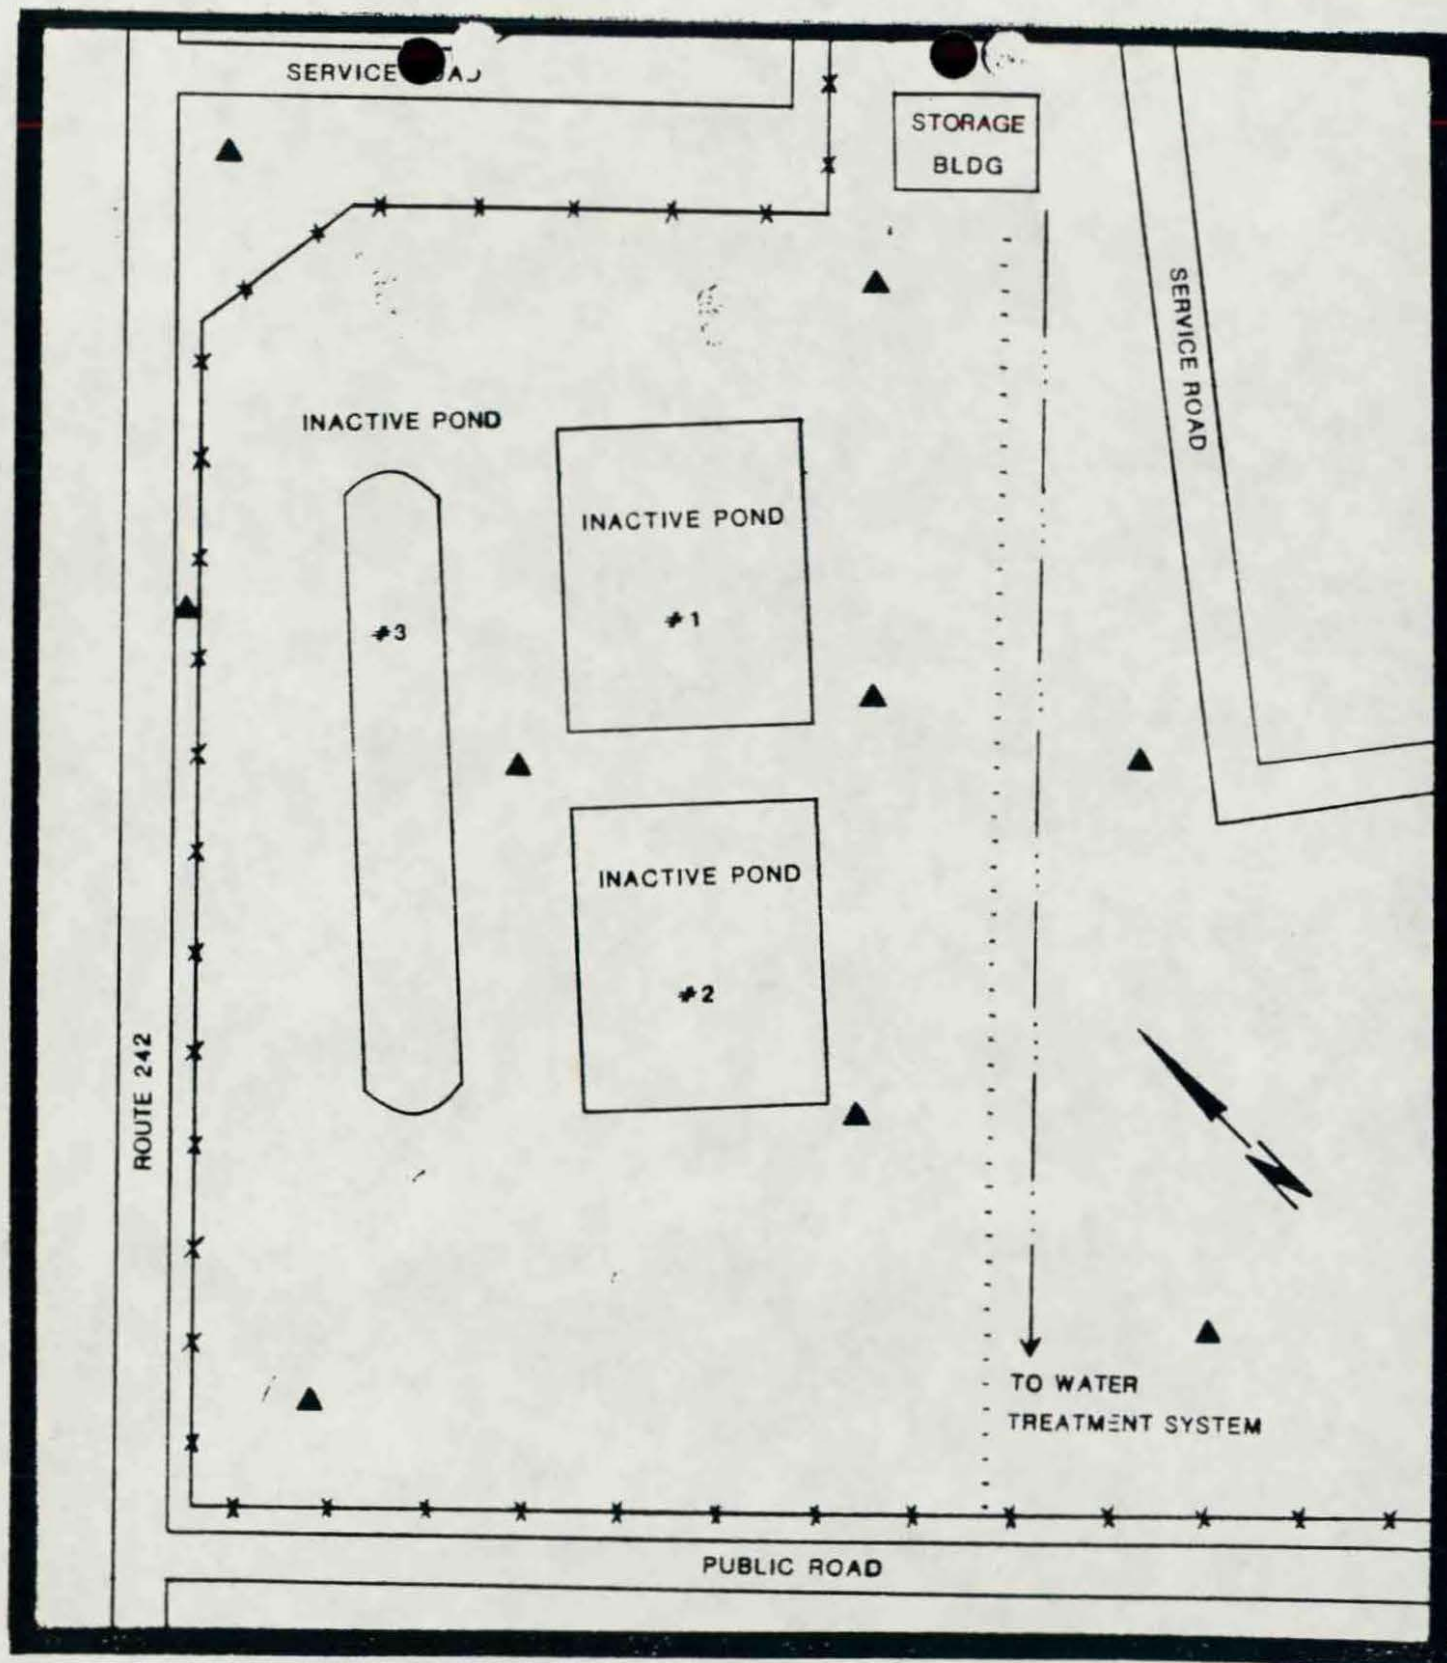 SERVICE
STORAGE
BLDG
SERVICE ROAD
INACTIVE POND
#3
INACTIVE POND
#1
INACTIVE POND
#2
ROUTE 242
N
TO WATER
TREATMENT SYSTEM
PUBLIC ROAD